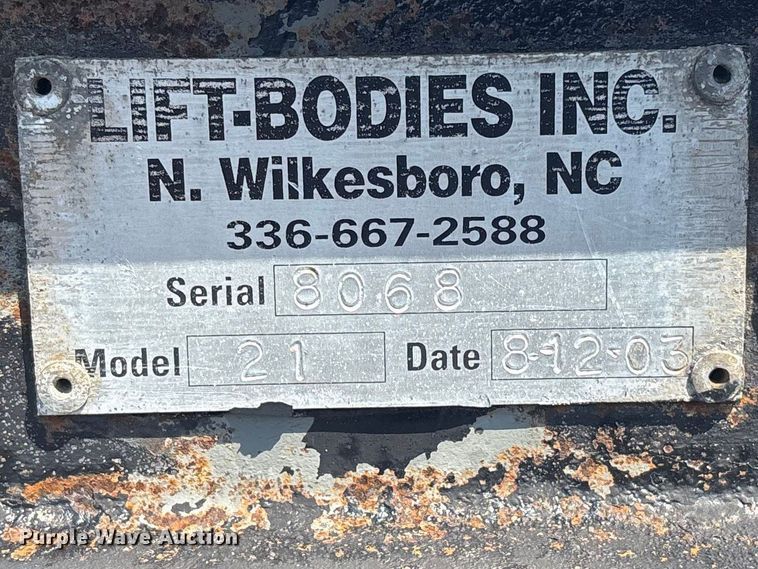 LIFT-BODIES INC.
N. Wilkesboro, NC
336-667-2588
Serial 8068
Model 21 Date 8-12-03
Purple Wave Auction